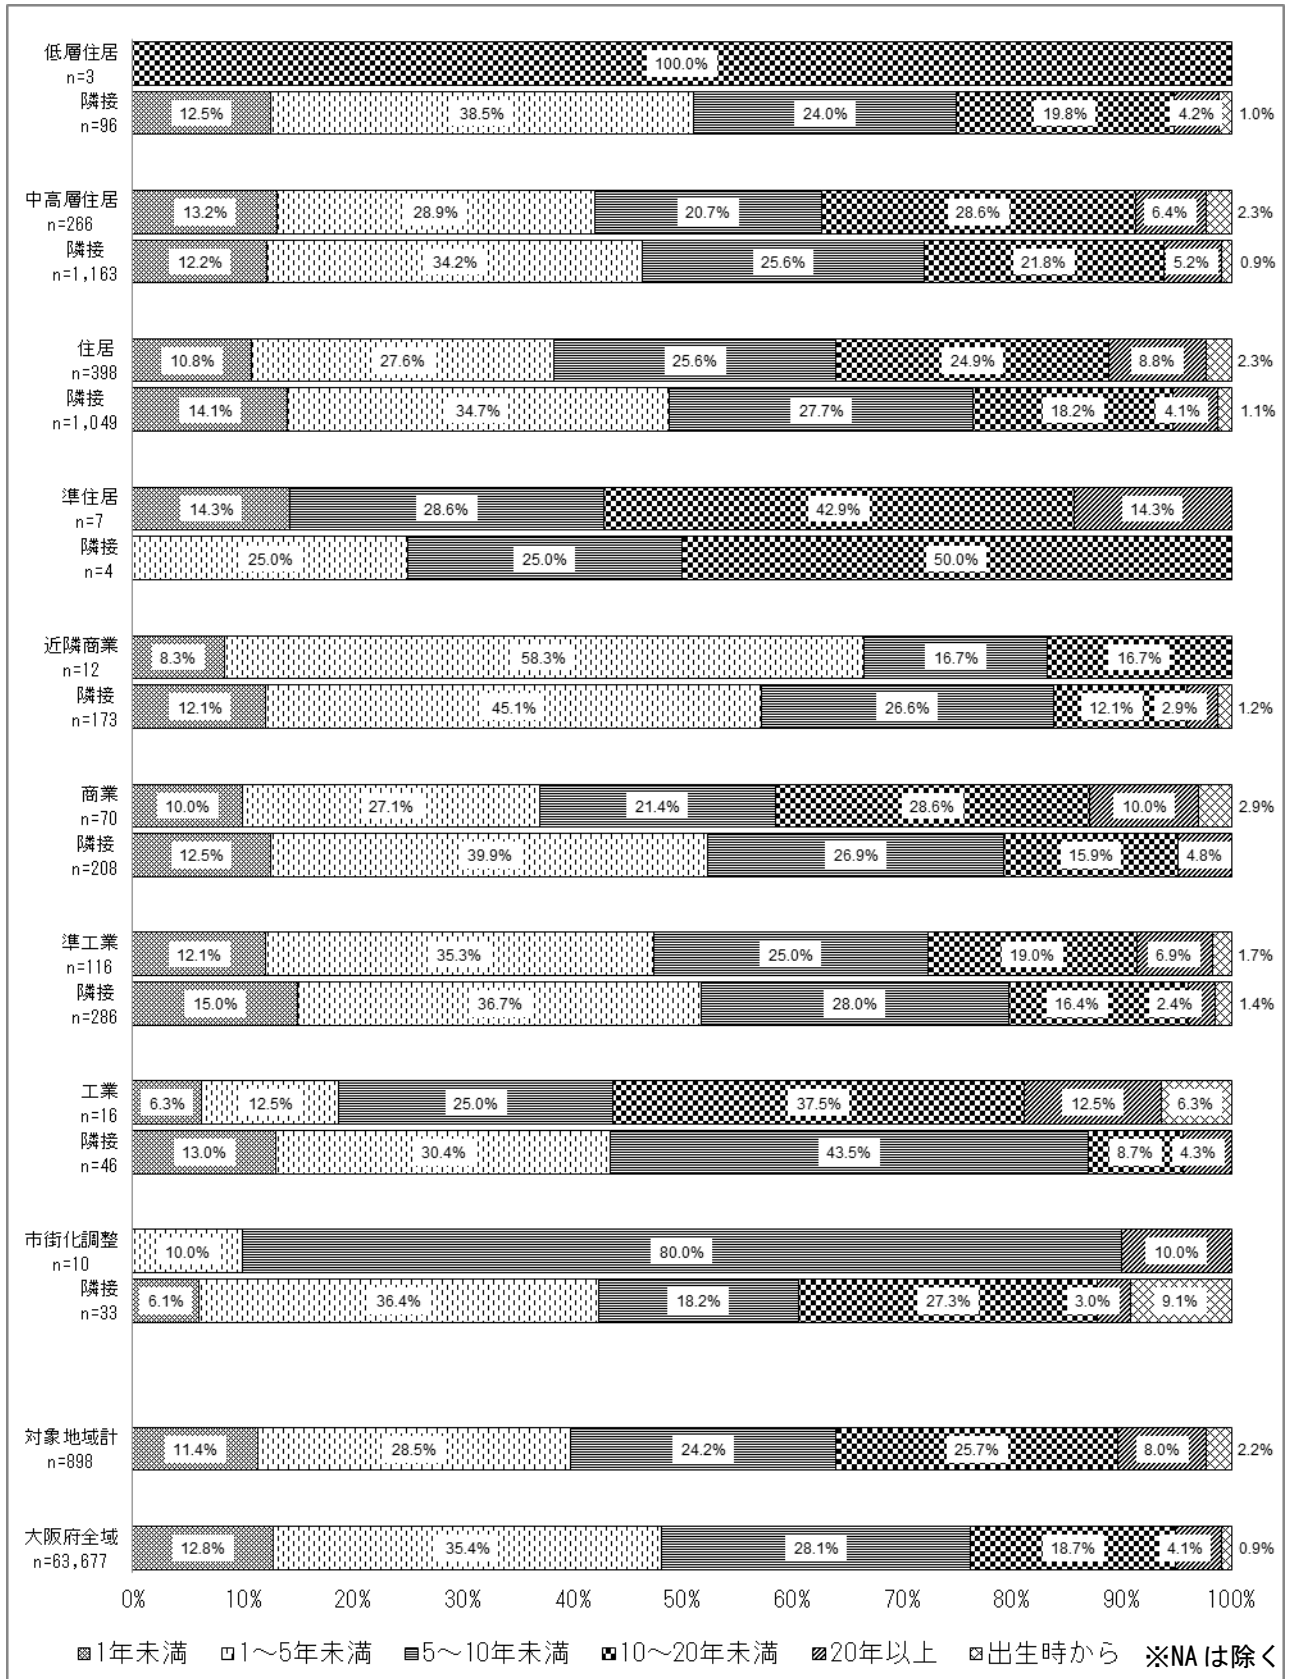 低層住居
n=3
100.0%
隣接
n=96
12.5% 38.5% 24.0% 19.8% 4.2% 1.0%
中高層住居
n=266
13.2% 28.9% 20.7% 28.6% 6.4% 2.3%
隣接
n=1,163
12.2% 34.2% 25.6% 21.8% 5.2% 0.9%
住居
n=398
10.8% 27.6% 25.6% 24.9% 8.8% 2.3%
隣接
n=1,049
14.1% 34.7% 27.7% 18.2% 4.1% 1.1%
準住居
n=7
14.3% 28.6% 42.9% 14.3%
隣接
n=4
25.0% 25.0% 50.0%
近隣商業
n=12
8.3% 58.3% 16.7% 16.7%
隣接
n=173
12.1% 45.1% 26.6% 12.1% 2.9% 1.2%
商業
n=70
10.0% 27.1% 21.4% 28.6% 10.0% 2.9%
隣接
n=208
12.5% 39.9% 26.9% 15.9% 4.8%
準工業
n=116
12.1% 35.3% 25.0% 19.0% 6.9% 1.7%
隣接
n=286
15.0% 36.7% 28.0% 16.4% 2.4% 1.4%
工業
n=16
6.3% 12.5% 25.0% 37.5% 12.5% 6.3%
隣接
n=46
13.0% 30.4% 43.5% 8.7% 4.3%
市街化調整
n=10
10.0% 80.0% 10.0%
隣接
n=33
6.1% 36.4% 18.2% 27.3% 3.0% 9.1%
対象地域計
n=898
11.4% 28.5% 24.2% 25.7% 8.0% 2.2%
大阪府全域
n=63,677
12.8% 35.4% 28.1% 18.7% 4.1% 0.9%
0% 10% 20% 30% 40% 50% 60% 70% 80% 90% 100%
1年未満 1～5年未満 5～10年未満 10～20年未満 20年以上 出生時から ※NAは除く